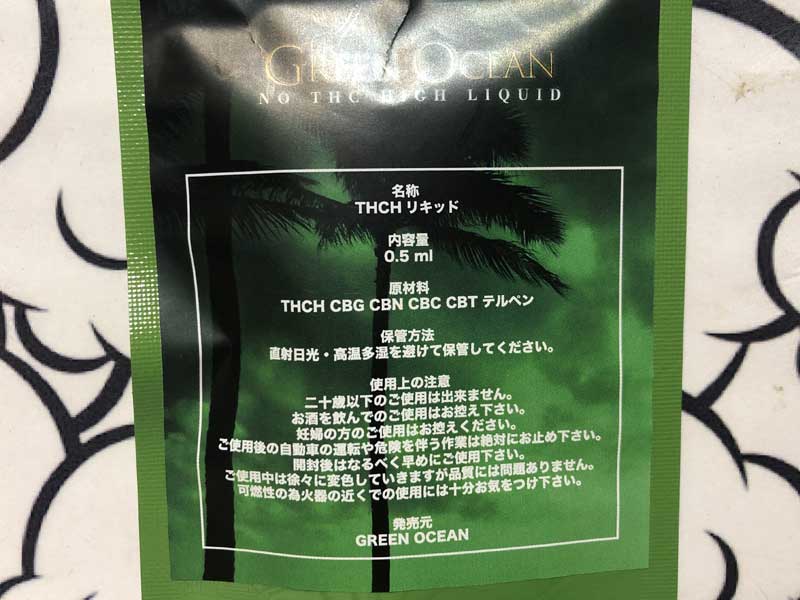 GREEN OCEAN
NO THC HIGH LIQUID
名称
THCH リキッド
内容量
0.5 ml
原材料
THCH CBG CBN CBC CBT テルペン
保管方法
直射日光・高温多湿を避けて保管してください。
使用上の注意
二十歳以下のご使用は出来ません。
お酒を飲んでのご使用はお控え下さい。
妊婦の方のご使用はお控えください。
ご使用後の自動車の運転や危険を伴う作業は絶対にお止め下さい。
開封後はなるべく早めにご使用下さい。
ご使用中は徐々に変色していきますが品質には問題ありません。
可燃性の為火器の近くでの使用には十分お気をつけ下さい。
発売元
GREEN OCEAN